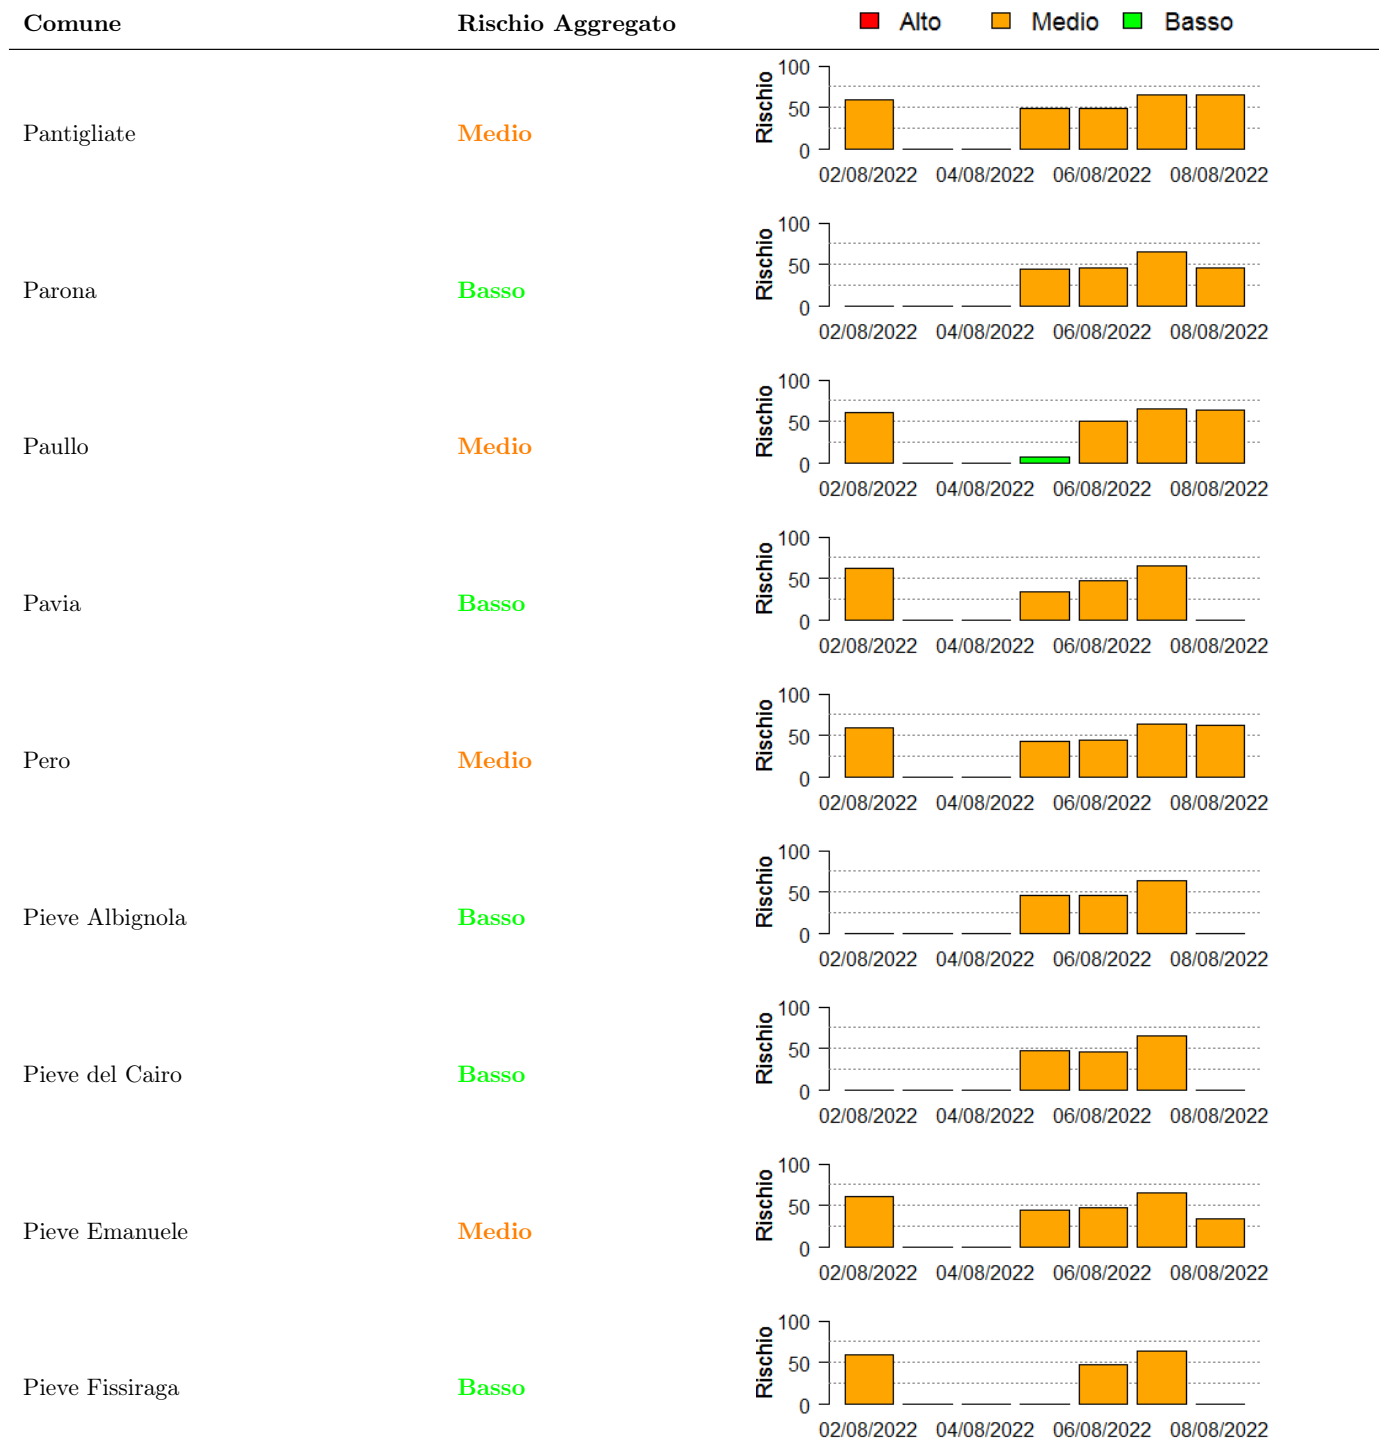 Comune Rischio Aggregato Alto Medio Basso
100
50
0
Rischio
Pantigliate Medio
02/08/2022 04/08/2022 06/08/2022 08/08/2022
100
50
0
Rischio
Parona Basso
02/08/2022 04/08/2022 06/08/2022 08/08/2022
100
50
0
Rischio
Paullo Medio
02/08/2022 04/08/2022 06/08/2022 08/08/2022
100
50
0
Rischio
Pavia Basso
02/08/2022 04/08/2022 06/08/2022 08/08/2022
100
50
0
Rischio
Pero Medio
02/08/2022 04/08/2022 06/08/2022 08/08/2022
100
50
0
Rischio
Pieve Albignola Basso
02/08/2022 04/08/2022 06/08/2022 08/08/2022
100
50
0
Rischio
Pieve del Cairo Basso
02/08/2022 04/08/2022 06/08/2022 08/08/2022
100
50
0
Rischio
Pieve Emanuele Medio
02/08/2022 04/08/2022 06/08/2022 08/08/2022
100
50
0
Rischio
Pieve Fissiraga Basso
02/08/2022 04/08/2022 06/08/2022 08/08/2022